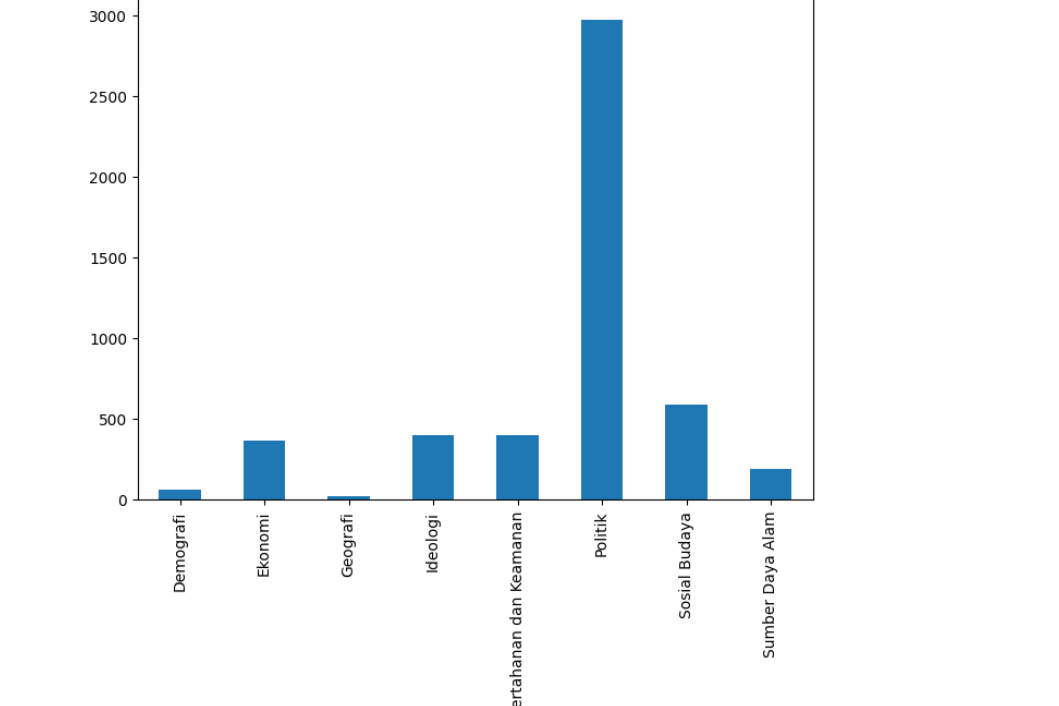 3000
2500
2000
1500
1000
500
0
Demografi
Ekonomi
Geografi
Ideologi
ertahanan dan Keamanan
Politik
Sosial Budaya
Sumber Daya Alam